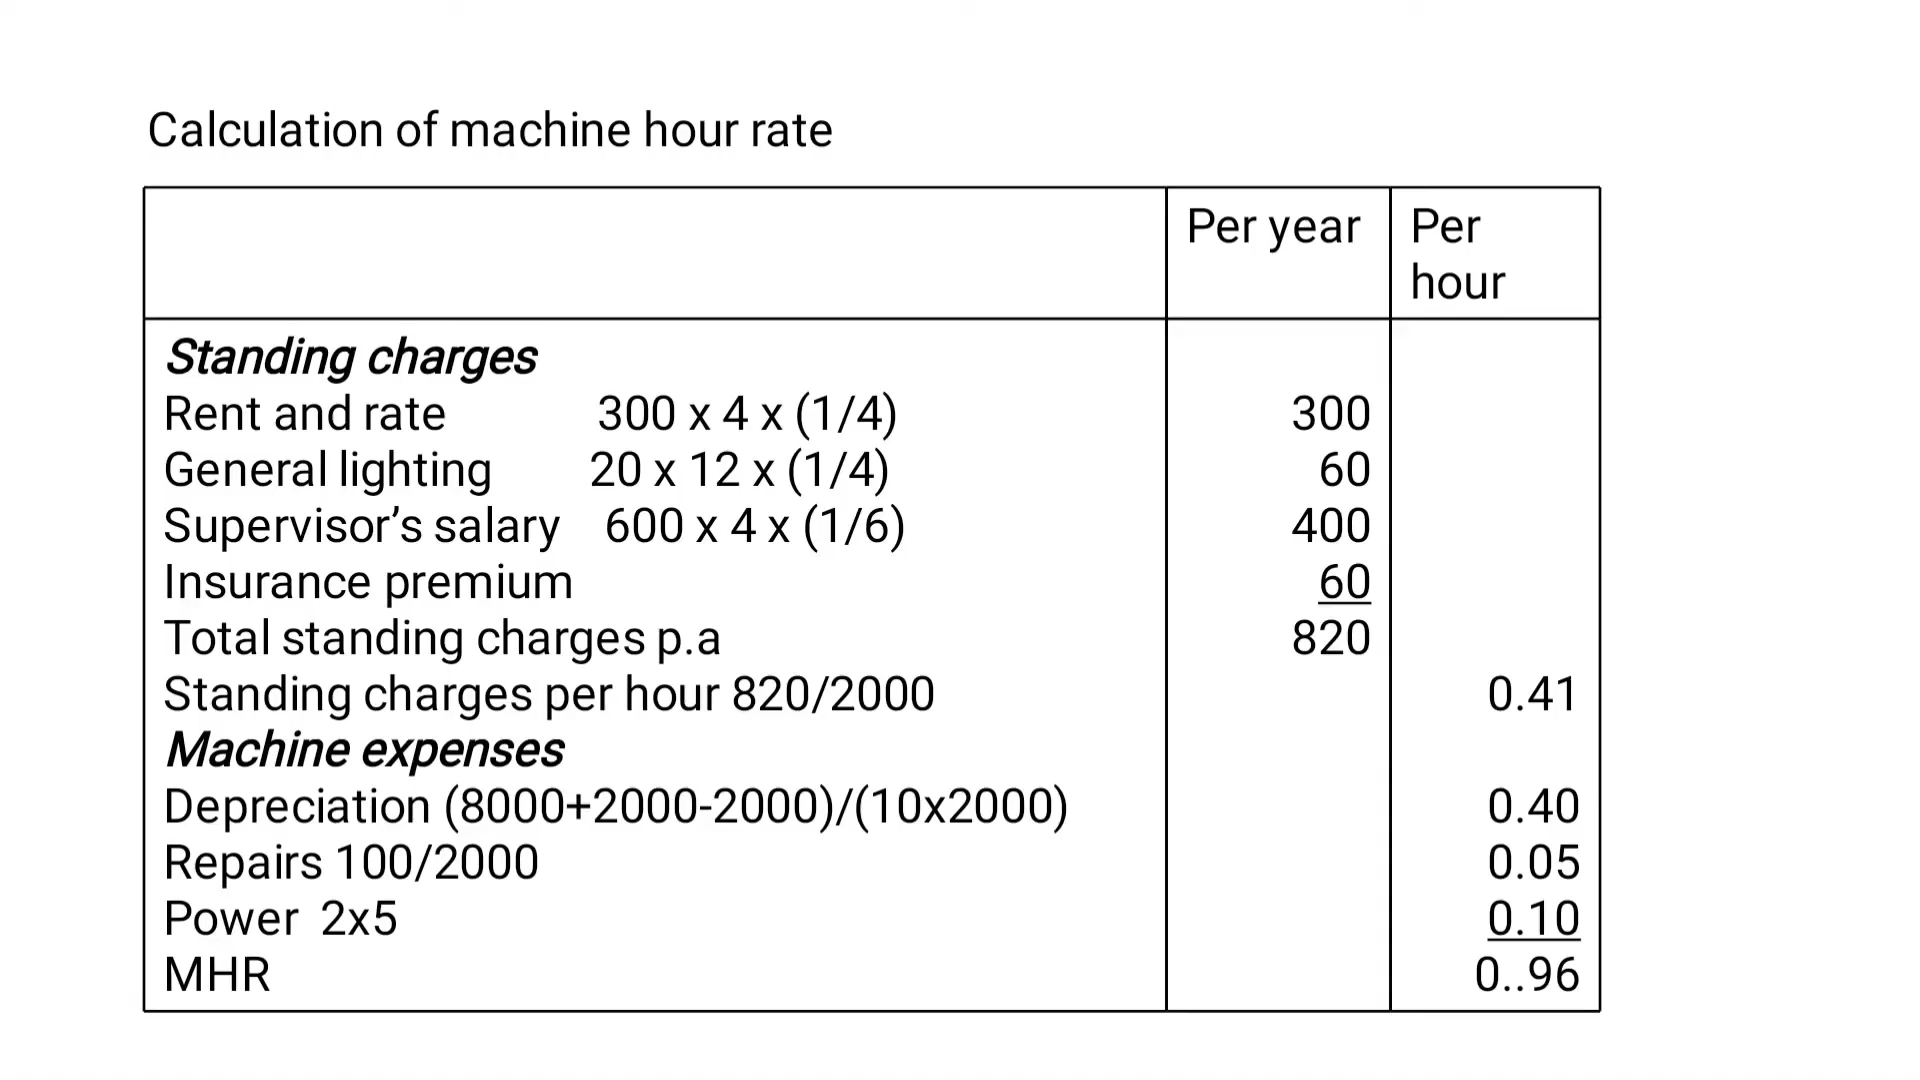 Calculation of machine hour rate
Per year Per hour
Standing charges
Rent and rate 300 x 4 x (1/4) 300
General lighting 20 x 12 x (1/4) 60
Supervisor’s salary 600 x 4 x (1/6) 400
Insurance premium 60
Total standing charges p.a 820
Standing charges per hour 820/2000 0.41
Machine expenses
Depreciation (8000+2000-2000)/(10x2000) 0.40
Repairs 100/2000 0.05
Power 2x5 0.10
MHR 0..96